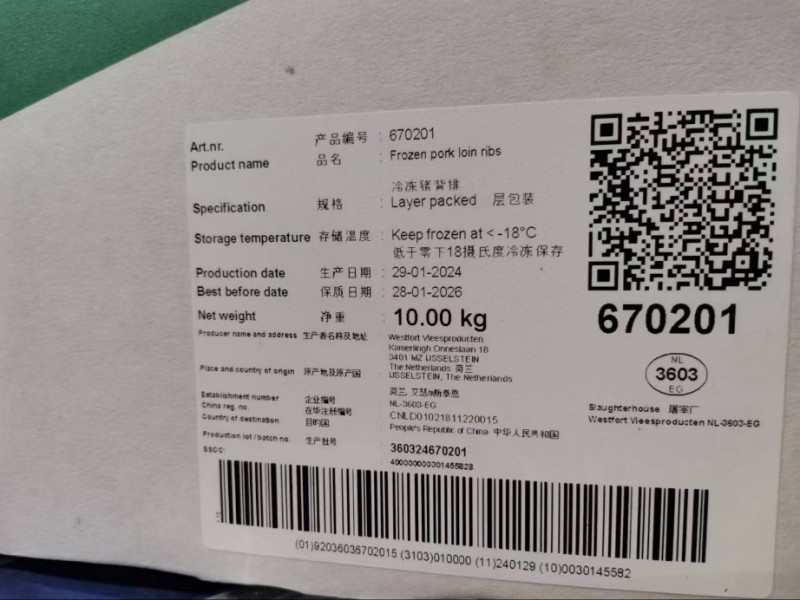 Art.nr. 产品编号 : 670201
Product name 品名 : Frozen pork loin ribs
冷冻猪背排
Specification 规格 : Layer packed 层包装
Storage temperature 存储温度 : Keep frozen at < -18°C
低于零下18摄氏度冷冻保存
Production date 生产日期 : 29-01-2024
Best before date 保质日期 : 28-01-2026
Net weight 净重 : 10.00 kg
670201
Producer name and address 生产者名称及地址 : Westfort Vleesproducten
Kamerlingh Onneslaan 18
3401 MZ IJSSELSTEIN
The Netherlands 荷兰
Place and country of origin 原产地及原产国 : IJSSELSTEIN, The Netherlands
荷兰,
NL
3603
EG
Establishment number 企业编号 : NL-3603-EG
China reg. no. 在华注册编号 : CNLD01021811220015
Country of destination 目的国 : People's Republic of China 中华人民共和国
Slaughterhouse 屠宰厂
Westfort Vleesproducten NL-3603-EG
Production lot / batch no. 生产批号 : 360324670201
SSCC: 400000000301455828
(01)92036036702015 (3103)010000 (11)240129 (10)0030145582